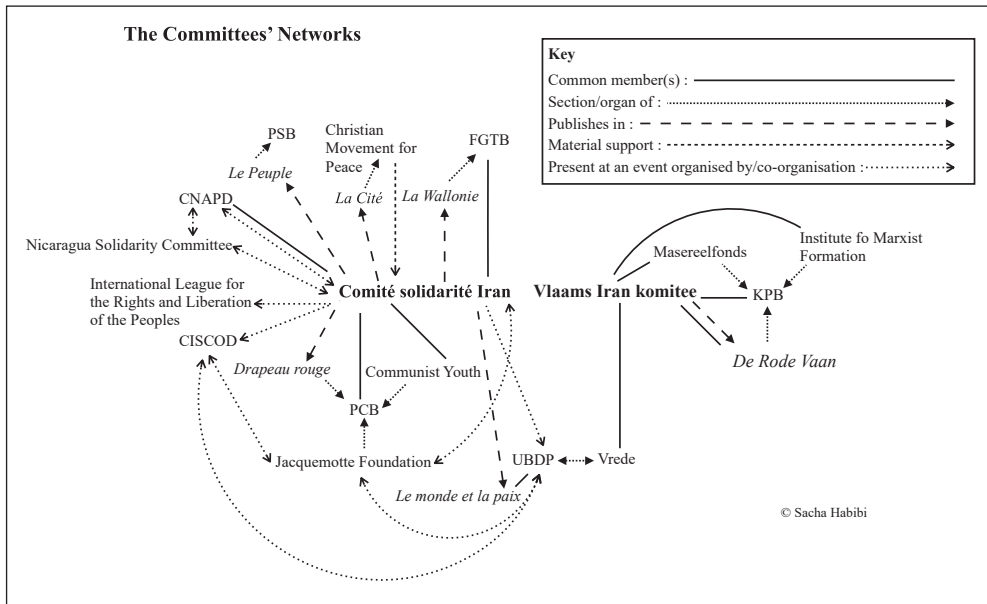 The Committees' Networks
Key
Common member(s) :
Section/organ of :
Publishes in :
Material support :
Present at an event organised by/co-organisation :
PSB
Christian
Movement for
Peace
FGTB
Le Peuple
La Cité
La Wallonie
CNAPD
Nicaragua Solidarity Committee
Masereelfonds
Institute fo Marxist
Formation
International League for
the Rights and Liberation
of the Peoples
Comité solidarité Iran
Vlaams Iran komitee
KPB
CISCOD
Drapeau rouge
Communist Youth
De Rode Vaan
PCB
Jacquemotte Foundation
UBDP
Vrede
Le monde et la paix
© Sacha Habibi